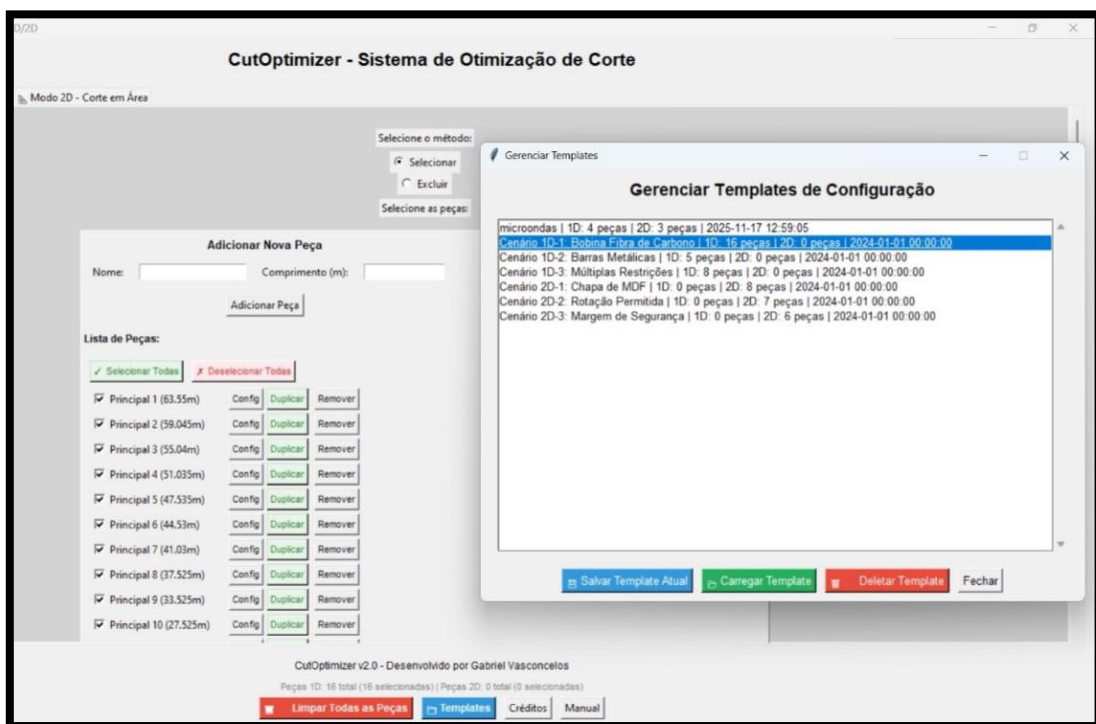 D/2D
CutOptimizer - Sistema de Otimização de Corte
Modo 2D - Corte em Área
Selecione o método:
Selecionar
Excluir
Selecione as peças:
Adicionar Nova Peça
Nome: Comprimento (m):
Adicionar Peça
Lista de Peças:
✓ Selecionar Todas ✗ Deselecionar Todas
Principal 1 (63.55m) Config Duplicar Remover
Principal 2 (59.045m) Config Duplicar Remover
Principal 3 (55.04m) Config Duplicar Remover
Principal 4 (51.035m) Config Duplicar Remover
Principal 5 (47.535m) Config Duplicar Remover
Principal 6 (44.53m) Config Duplicar Remover
Principal 7 (41.03m) Config Duplicar Remover
Principal 8 (37.525m) Config Duplicar Remover
Principal 9 (33.525m) Config Duplicar Remover
Principal 10 (27.525m) Config Duplicar Remover
Gerenciar Templates
Gerenciar Templates de Configuração
microondas | 1D: 4 peças | 2D: 3 peças | 2025-11-17 12:59:05
Cenário 1D-1: Bobina Fibra de Carbono | 1D: 16 peças | 2D: 0 peças | 2024-01-01 00:00:00
Cenário 1D-2: Barras Metálicas | 1D: 5 peças | 2D: 0 peças | 2024-01-01 00:00:00
Cenário 1D-3: Múltiplas Restrições | 1D: 8 peças | 2D: 0 peças | 2024-01-01 00:00:00
Cenário 2D-1: Chapa de MDF | 1D: 0 peças | 2D: 8 peças | 2024-01-01 00:00:00
Cenário 2D-2: Rotação Permitida | 1D: 0 peças | 2D: 7 peças | 2024-01-01 00:00:00
Cenário 2D-3: Margem de Segurança | 1D: 0 peças | 2D: 6 peças | 2024-01-01 00:00:00
Salvar Template Atual Carregar Template Deletar Template Fechar
CutOptimizer v2.0 - Desenvolvido por Gabriel Vasconcelos
Peças 1D: 16 total (16 selecionadas) | Peças 2D: 0 total (0 selecionadas)
Limpar Todas as Peças Templates Créditos Manual